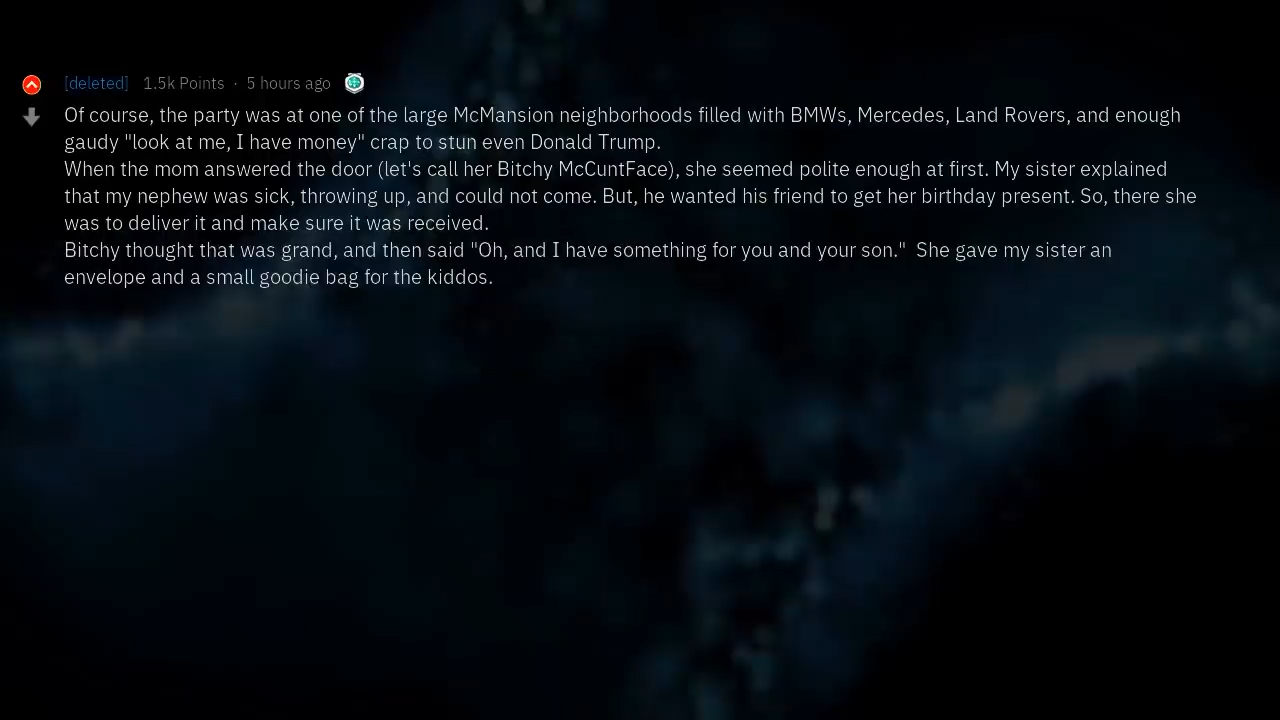 [deleted] 1.5k Points · 5 hours ago
Of course, the party was at one of the large McMansion neighborhoods filled with BMWs, Mercedes, Land Rovers, and enough
gaudy "look at me, I have money" crap to stun even Donald Trump.
When the mom answered the door (let's call her Bitchy McCuntFace), she seemed polite enough at first. My sister explained
that my nephew was sick, throwing up, and could not come. But, he wanted his friend to get her birthday present. So, there she
was to deliver it and make sure it was received.
Bitchy thought that was grand, and then said "Oh, and I have something for you and your son."  She gave my sister an
envelope and a small goodie bag for the kiddos.